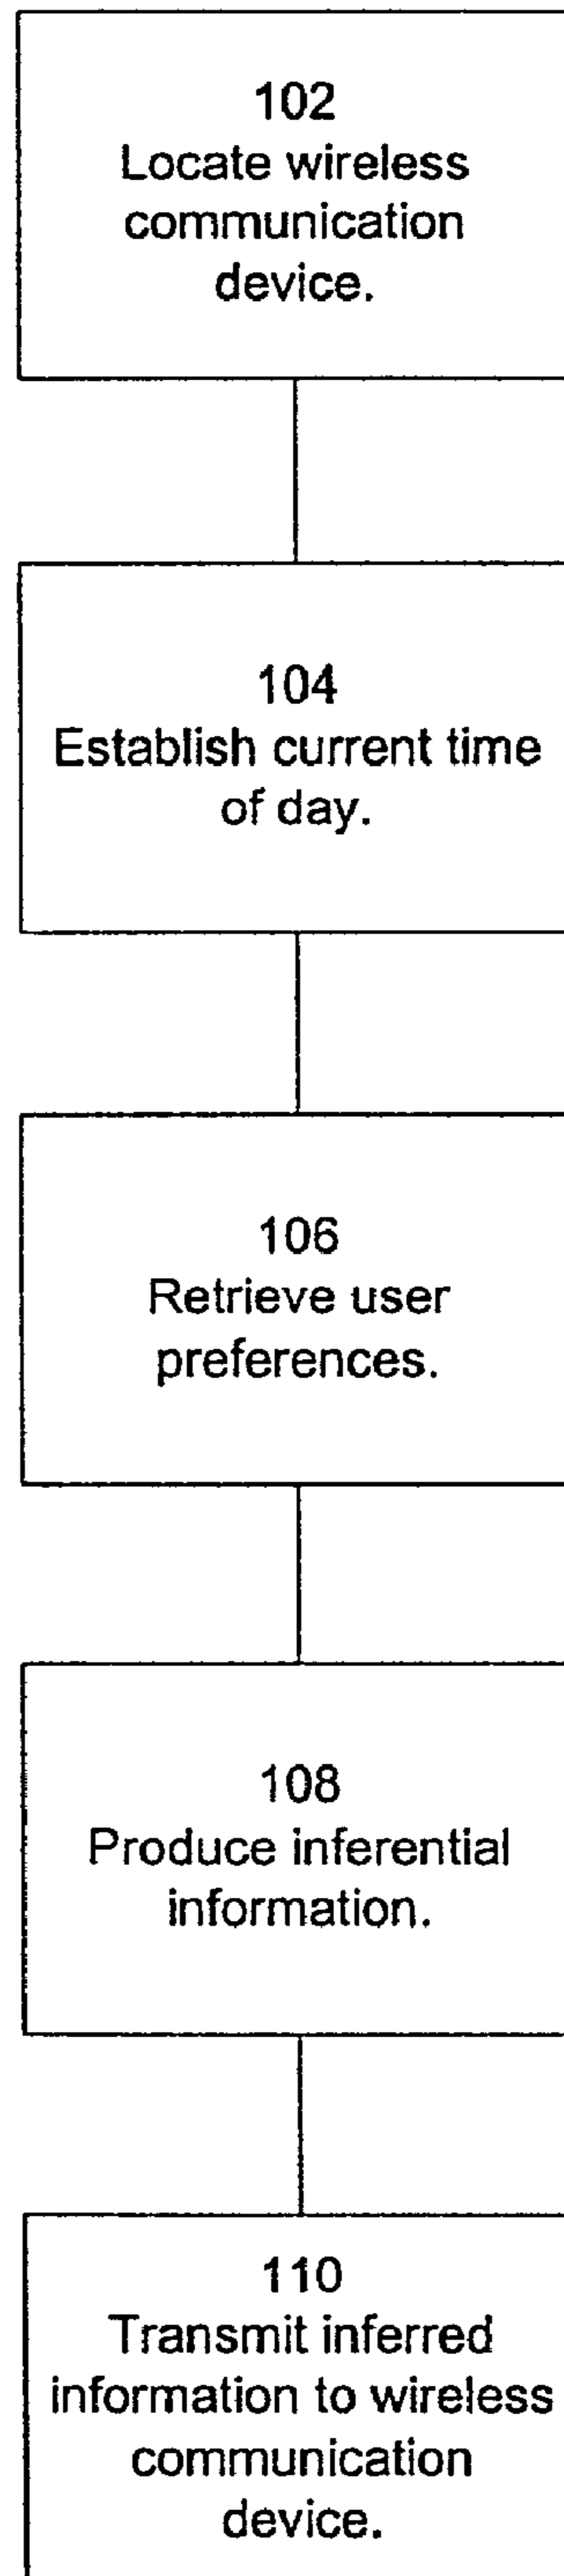 102
Locate wireless
communication
device.
104
Establish current time
of day.
106
Retrieve user
preferences.
108
Produce inferential
information.
110
Transmit inferred
information to wireless
communication
device.